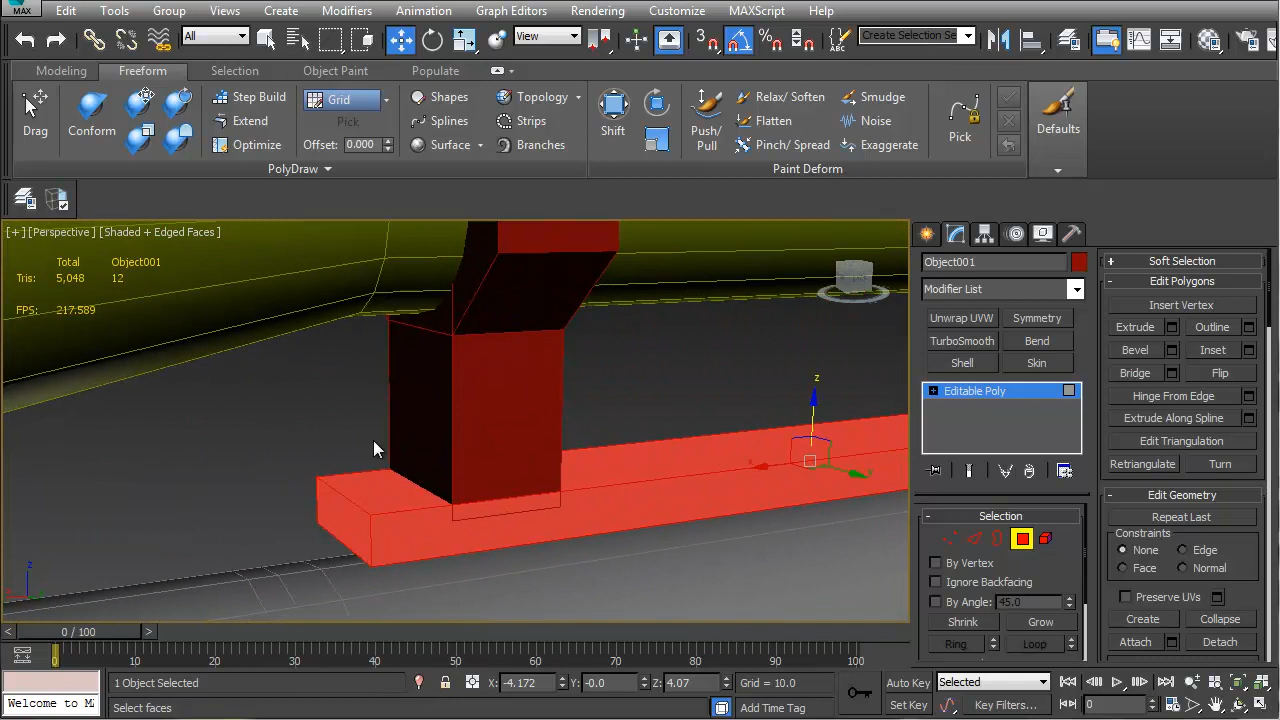 MAX Edit Tools Group Views Create Modifiers Animation Graph Editors Rendering Customize MAXScript Help
All View 3 Create Selection Se
Modeling Freeform Selection Object Paint Populate
Drag Conform Step Build Extend Optimize Grid Pick Offset: 0.000 Shapes Splines Surface Topology Strips Branches Shift Push/Pull Relax/ Soften Flatten Pinch/ Spread Smudge Noise Exaggerate Pick Defaults
PolyDraw Paint Deform
[+] [Perspective] [Shaded + Edged Faces ]
Total Object001
Tris: 5,048 12
FPS: 217.589
z
x
Object001
Modifier List
Unwrap UVW Symmetry
TurboSmooth Bend
Shell Skin
Editable Poly
Selection
By Vertex
Ignore Backfacing
By Angle: 45.0
Shrink Grow
Ring Loop
Soft Selection
Edit Polygons
Insert Vertex
Extrude Outline
Bevel Inset
Bridge Flip
Hinge From Edge
Extrude Along Spline
Edit Triangulation
Retriangulate Turn
Edit Geometry
Repeat Last
Constraints
None Edge
Face Normal
Preserve UVs
Create Collapse
Attach Detach
z
< 0 / 100 >
0 10 20 30 40 50 60 70 80 90 100
1 Object Selected X: -4.172 Y: -0.0 Z: 4.07 Grid = 10.0 Auto Key Selected
Welcome to M Select faces Add Time Tag Set Key Key Filters... 0